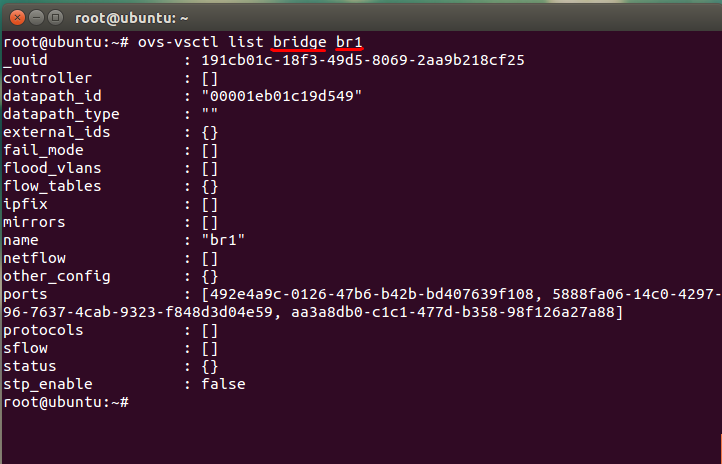 root@ubuntu: ~
root@ubuntu:~# ovs-vsctl list bridge br1
_uuid               : 191cb01c-18f3-49d5-8069-2aa9b218cf25
controller          : []
datapath_id         : "00001eb01c19d549"
datapath_type       : ""
external_ids        : {}
fail_mode           : []
flood_vlans         : []
flow_tables         : {}
ipfix               : []
mirrors             : []
name                : "br1"
netflow             : []
other_config        : {}
ports               : [492e4a9c-0126-47b6-b42b-bd407639f108, 5888fa06-14c0-4297-
96-7637-4cab-9323-f848d3d04e59, aa3a8db0-c1c1-477d-b358-98f126a27a88]
protocols           : []
sflow               : []
status              : {}
stp_enable          : false
root@ubuntu:~#